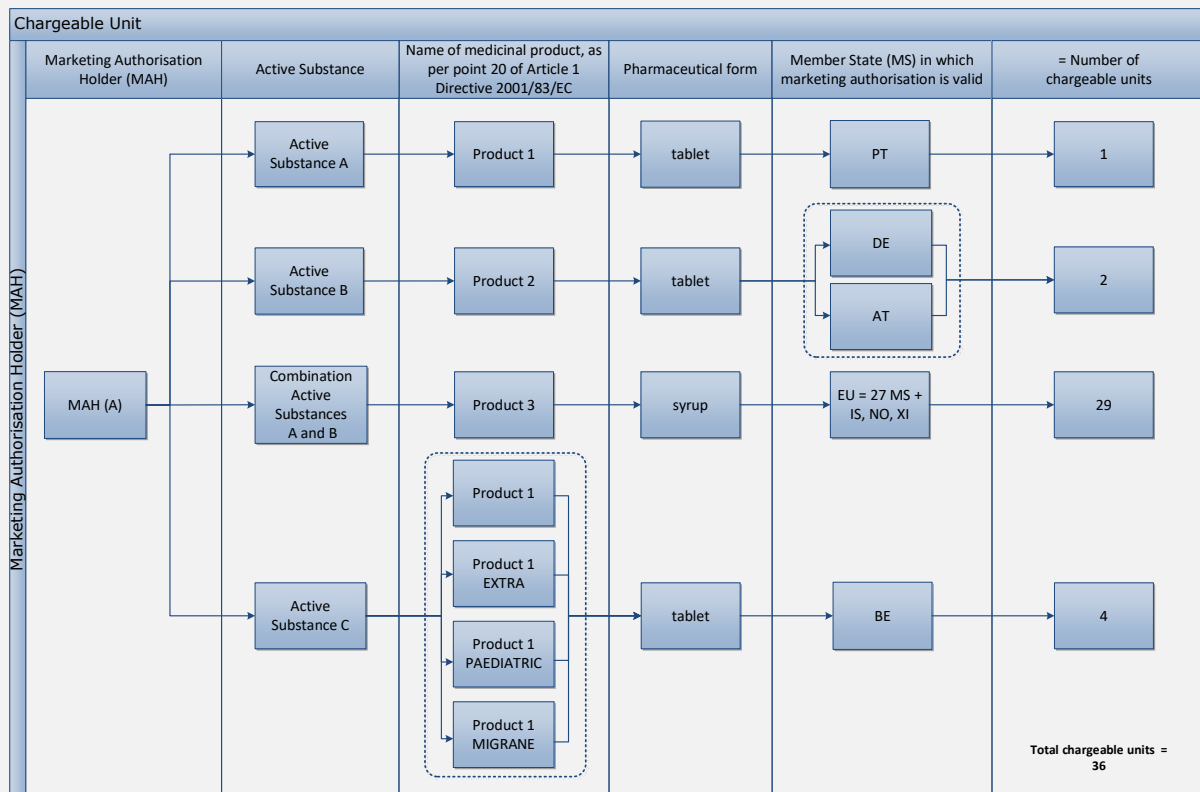 Chargeable Unit
Marketing Authorisation Holder (MAH)
Marketing Authorisation
Holder (MAH)
Active Substance
Name of medicinal product, as
per point 20 of Article 1
Directive 2001/83/EC
Pharmaceutical form
Member State (MS) in which
marketing authorisation is valid
= Number of
chargeable units
MAH (A)
Active
Substance A
Product 1
tablet
PT
1
Active
Substance B
Product 2
tablet
DE
AT
2
Combination
Active
Substances
A and B
Product 3
syrup
EU = 27 MS +
IS, NO, XI
29
Active
Substance C
Product 1
Product 1
EXTRA
Product 1
PAEDIATRIC
Product 1
MIGRANE
tablet
BE
4
Total chargeable units =
36